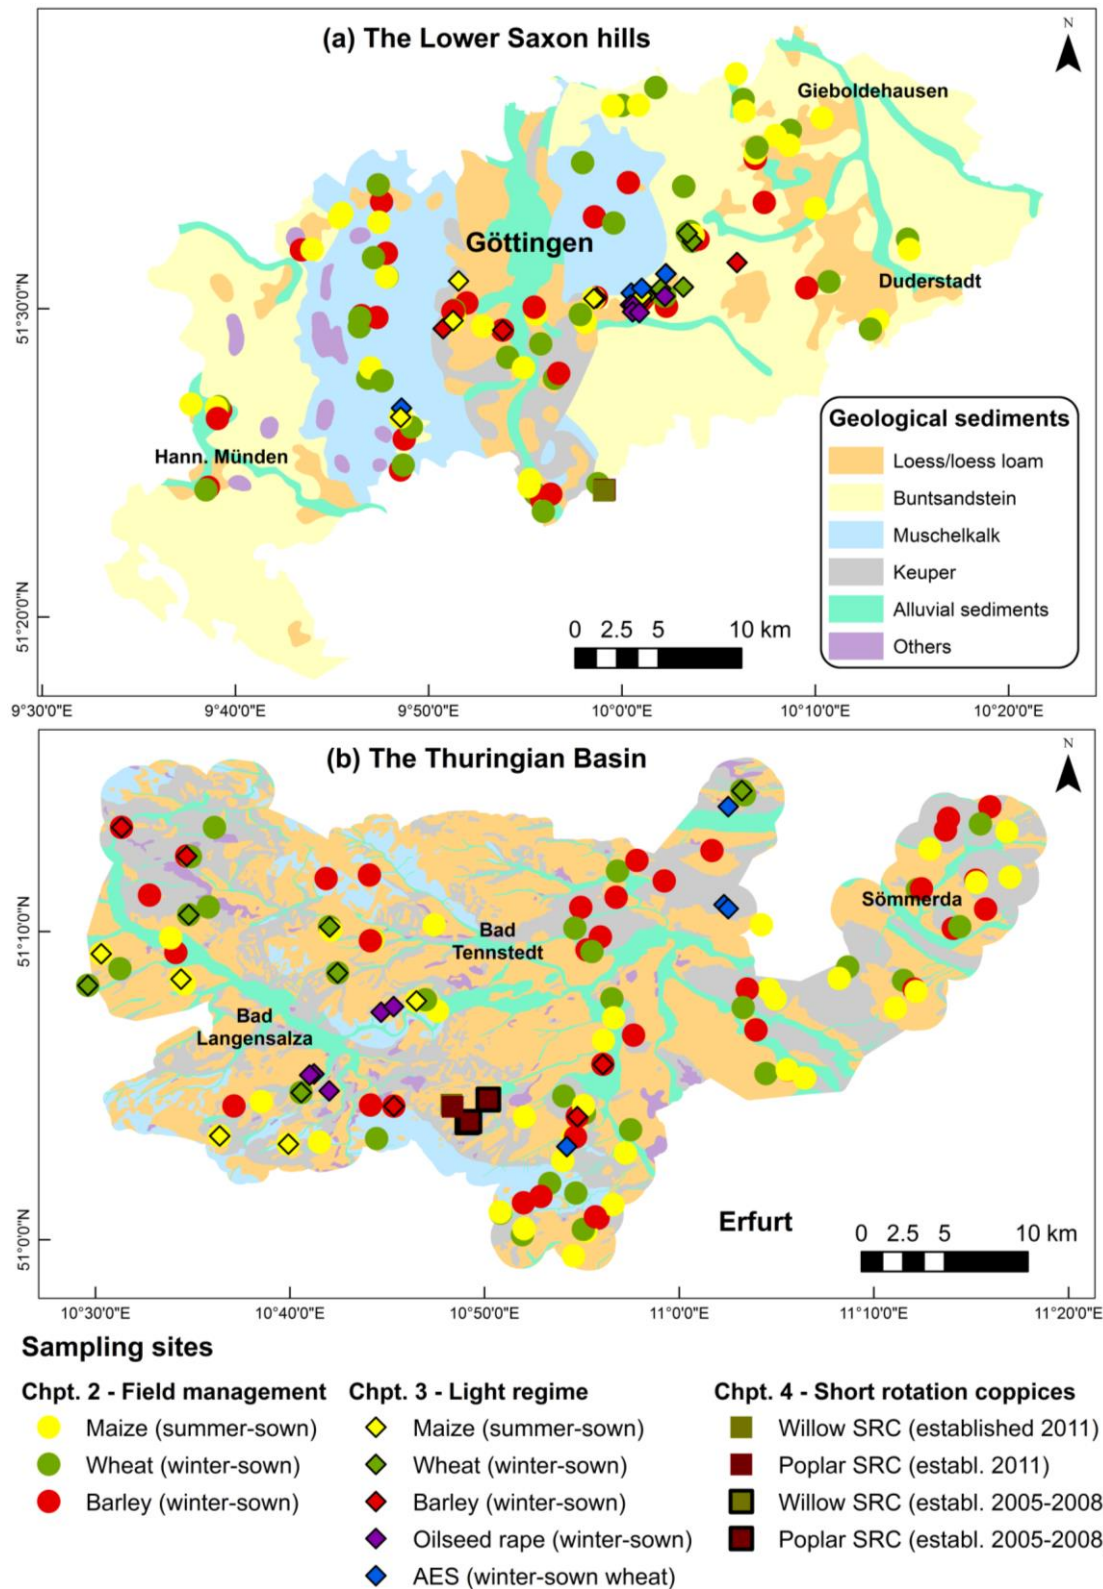 (a) The Lower Saxon hills
N
Gieboldehausen
Göttingen
Duderstadt
51°30'0"N
Hann. Münden
Geological sediments
Loess/loess loam
Buntsandstein
Muschelkalk
Keuper
Alluvial sediments
Others
51°20'0"N
0 2.5 5 10 km
9°30'0"E 9°40'0"E 9°50'0"E 10°00'0"E 10°10'0"E 10°20'0"E
(b) The Thuringian Basin
N
Sömmerda
51°10'0"N
Bad
Tennstedt
Bad
Langensalza
Erfurt
51°0'0"N
0 2.5 5 10 km
10°30'0"E 10°40'0"E 10°50'0"E 11°00'0"E 11°10'0"E 11°20'0"E
Sampling sites
Chpt. 2 - Field management
Maize (summer-sown)
Wheat (winter-sown)
Barley (winter-sown)
Chpt. 3 - Light regime
Maize (summer-sown)
Wheat (winter-sown)
Barley (winter-sown)
Oilseed rape (winter-sown)
AES (winter-sown wheat)
Chpt. 4 - Short rotation coppices
Willow SRC (established 2011)
Poplar SRC (establ. 2011)
Willow SRC (establ. 2005-2008
Poplar SRC (establ. 2005-2008